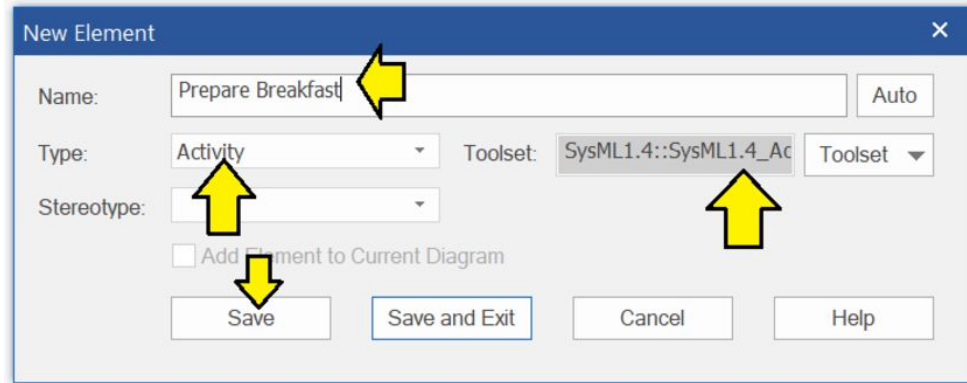 New Element
Name: Prepare Breakfast Auto
Type: Activity Toolset: SysML1.4::SysML1.4_Ac Toolset
Stereotype:
Add Element to Current Diagram
Save Save and Exit Cancel Help